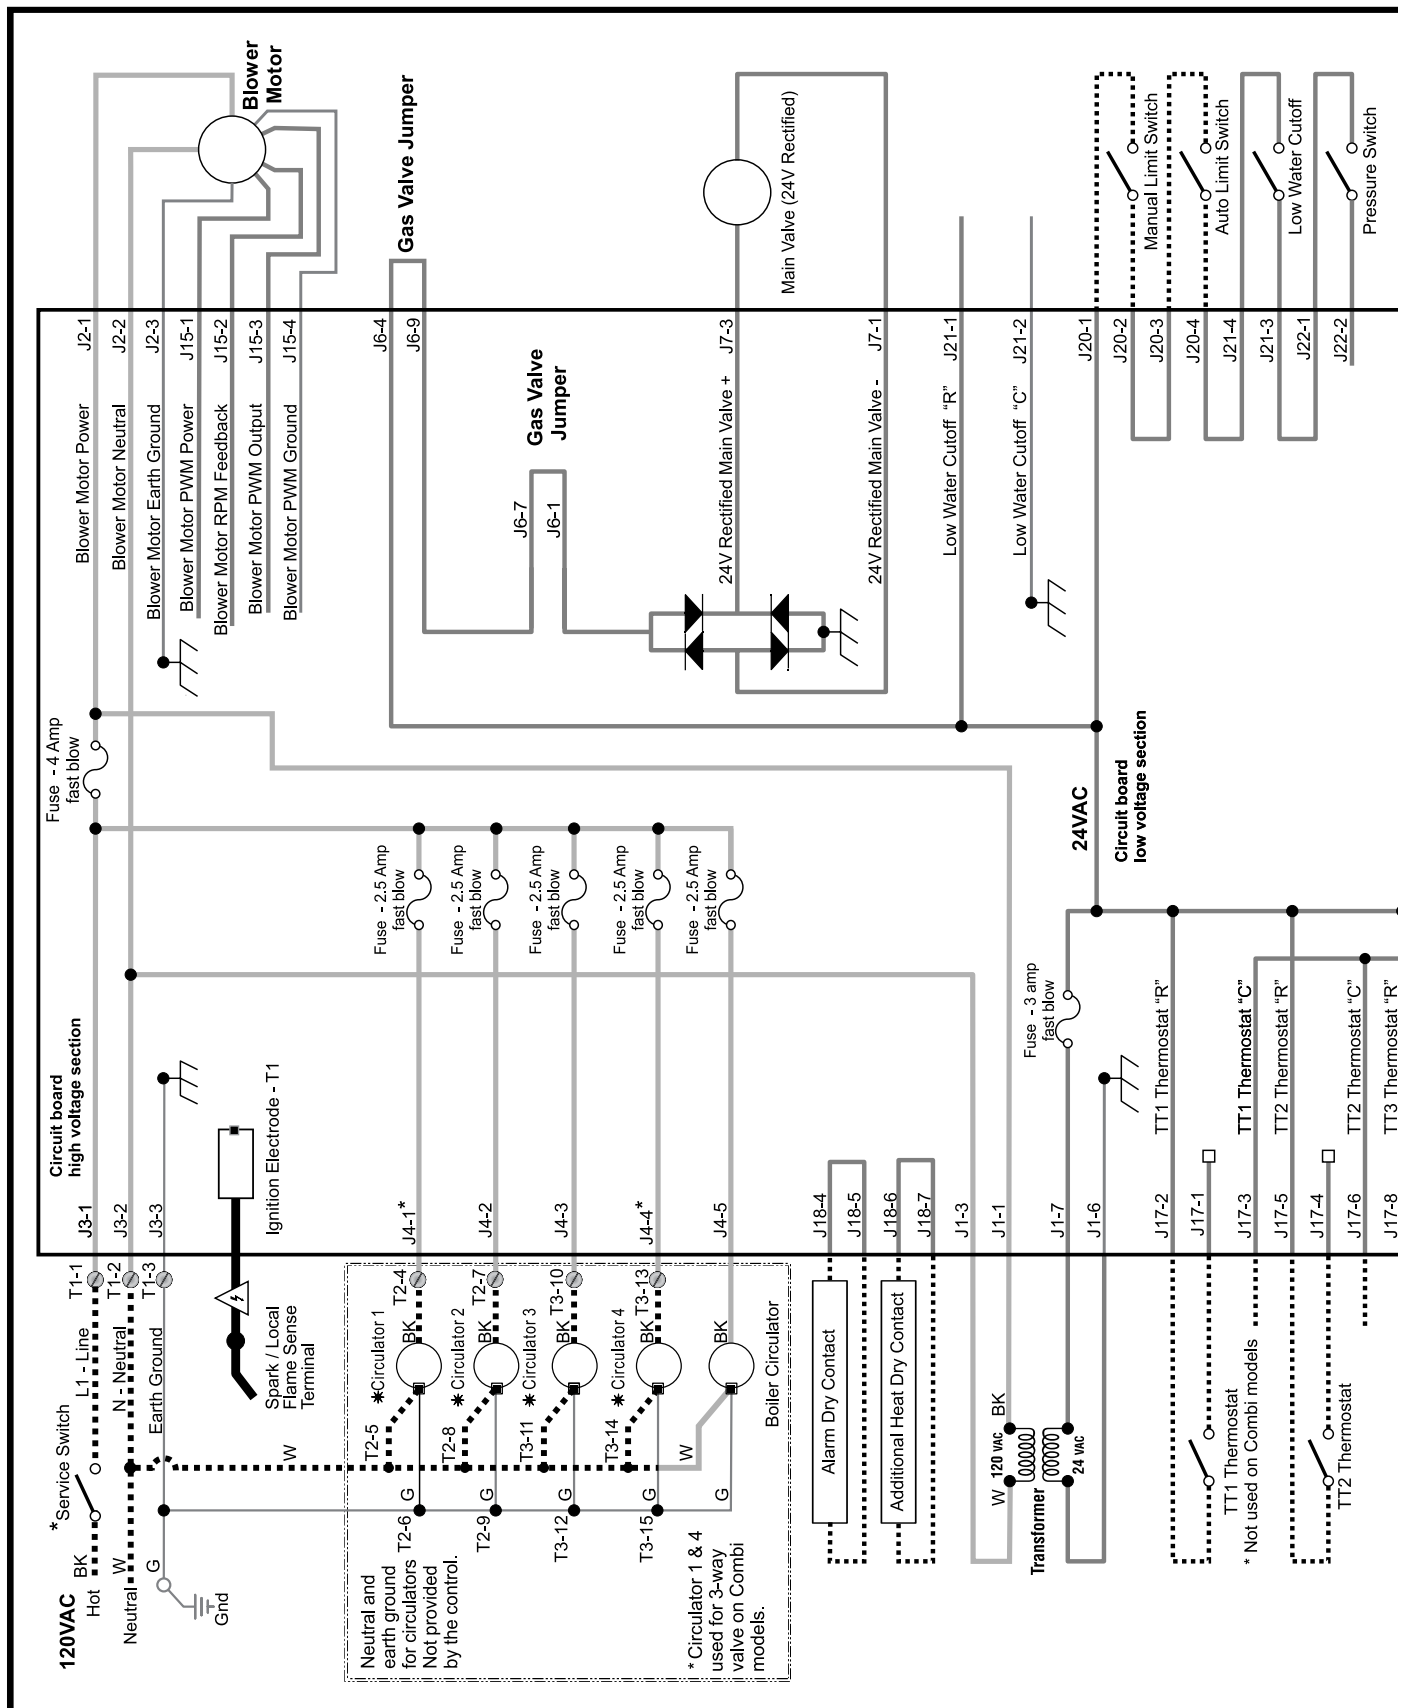 120VAC
Hot
BK
* Service Switch
L1 - Line
T1-1
J3-1
Neutral
W
N - Neutral
T1-2
J3-2
G
Earth Ground
T1-3
J3-3
Gnd
Circuit board
high voltage section
Fuse - 4 Amp
fast blow
Blower Motor Power
J2-1
Blower Motor Neutral
J2-2
Blower Motor Earth Ground
J2-3
Blower Motor PWM Power
J15-1
Blower Motor RPM Feedback
J15-2
Blower Motor PWM Output
J15-3
Blower Motor PWM Ground
J15-4
Blower
Motor
Spark / Local
Flame Sense
Terminal
Ignition Electrode - T1
W
J6-4
J6-9
Gas Valve Jumper
J6-7
J6-1
Gas Valve
Jumper
Neutral and
earth ground
for circulators
Not provided
by the control.
T2-6
G
T2-5
✷Circulator 1
BK
T2-4
J4-1*
Fuse - 2.5 Amp
fast blow
T2-9
G
T2-8
✷ Circulator 2
BK
T2-7
J4-2
Fuse - 2.5 Amp
fast blow
T3-12
G
T3-11
✷ Circulator 3
BK
T3-10
J4-3
Fuse - 2.5 Amp
fast blow
T3-15
G
T3-14
✷ Circulator 4
BK
T3-13
J4-4*
Fuse - 2.5 Amp
fast blow
G
W
BK
J4-5
Fuse - 2.5 Amp
fast blow
Boiler Circulator
* Circulator 1 & 4
used for 3-way
valve on Combi
models.
24V Rectified Main Valve +
J7-3
Main Valve (24V Rectified)
24V Rectified Main Valve -
J7-1
Alarm Dry Contact
J18-4
J18-5
Additional Heat Dry Contact
J18-6
J18-7
Low Water Cutoff "R"
J21-1
Low Water Cutoff "C"
J21-2
J1-3
W
120 VAC
BK
J1-1
Transformer
24 VAC
J1-7
J1-6
Fuse - 3 amp
fast blow
24VAC
Circuit board
low voltage section
J20-1
J20-2
Manual Limit Switch
J20-3
J20-4
Auto Limit Switch
J21-4
J21-3
Low Water Cutoff
J22-1
J22-2
Pressure Switch
J17-2
TT1 Thermostat "R"
J17-1
TT1 Thermostat
* Not used on Combi models
J17-3
TT1 Thermostat "C"
J17-5
TT2 Thermostat "R"
J17-4
TT2 Thermostat
J17-6
TT2 Thermostat "C"
J17-8
TT3 Thermostat "R"